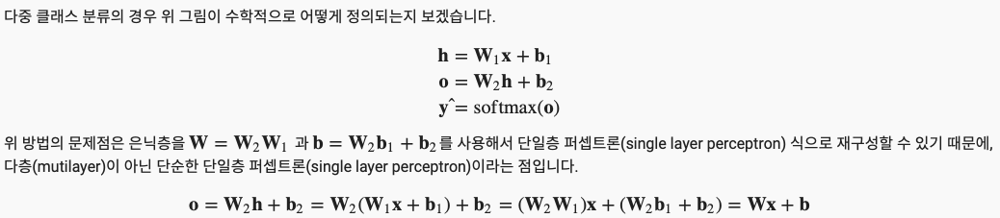 다중 클래스 분류의 경우 위 그림이 수학적으로 어떻게 정의되는지 보겠습니다.
h = W₁x + b₁
o = W₂h + b₂
yˆ= softmax(o)
위 방법의 문제점은 은닉층을 W = W₂W₁ 과 b = W₂b₁ + b₂를 사용해서 단일층 퍼셉트론(single layer perceptron) 식으로 재구성할 수 있기 때문에,
다층(mutilayer)이 아닌 단순한 단일층 퍼셉트론(single layer perceptron)이라는 점입니다.
o = W₂h + b₂ = W₂(W₁x + b₁) + b₂ = (W₂W₁)x + (W₂b₁ + b₂) = Wx + b